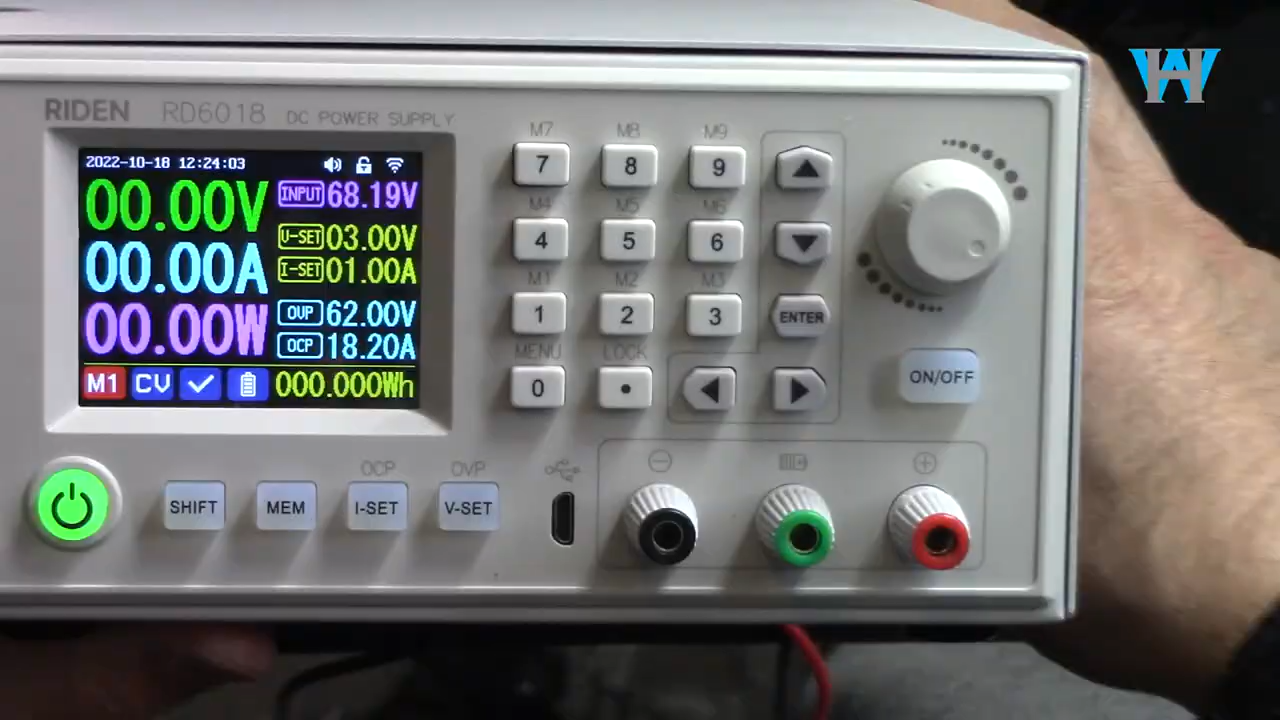 RIDEN RD6018 DC POWER SUPPLY
2022-10-18 12:24:03
00.00V
00.00A
00.00W
INPUT 68.19V
V-SET 03.00V
I-SET 01.00A
OVP 62.00V
OCP 18.20A
M1 CV 000.000Wh
M7 M8 M9
7 8 9
M4 M5 M6
4 5 6
M1 M2 M3
1 2 3
ENTER
MENU LOCK
0 •
ON/OFF
OCP OVP
SHIFT MEM I-SET V-SET
WH